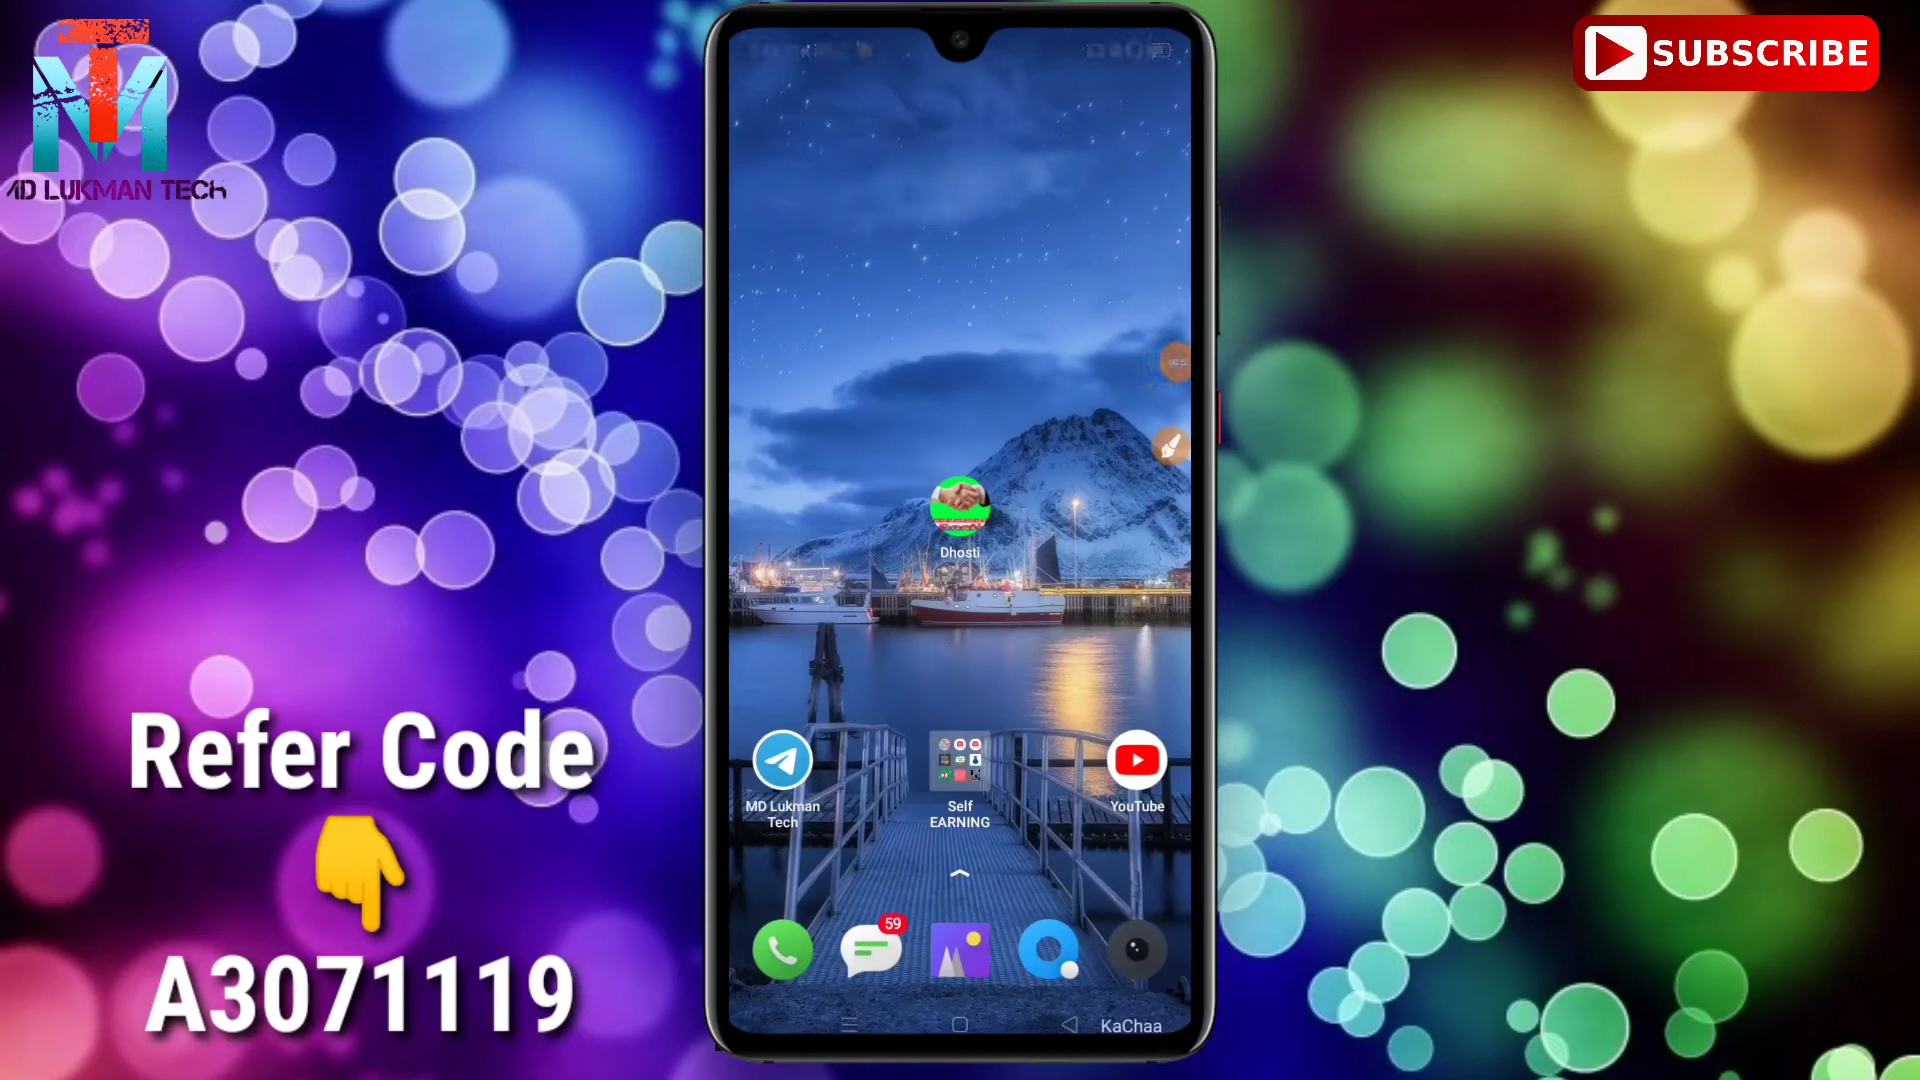 MD LUKMAN TECH
SUBSCRIBE
Dhosti
MD Lukman
Tech
Self
EARNING
YouTube
59
KaChaa
Refer Code
A3071119